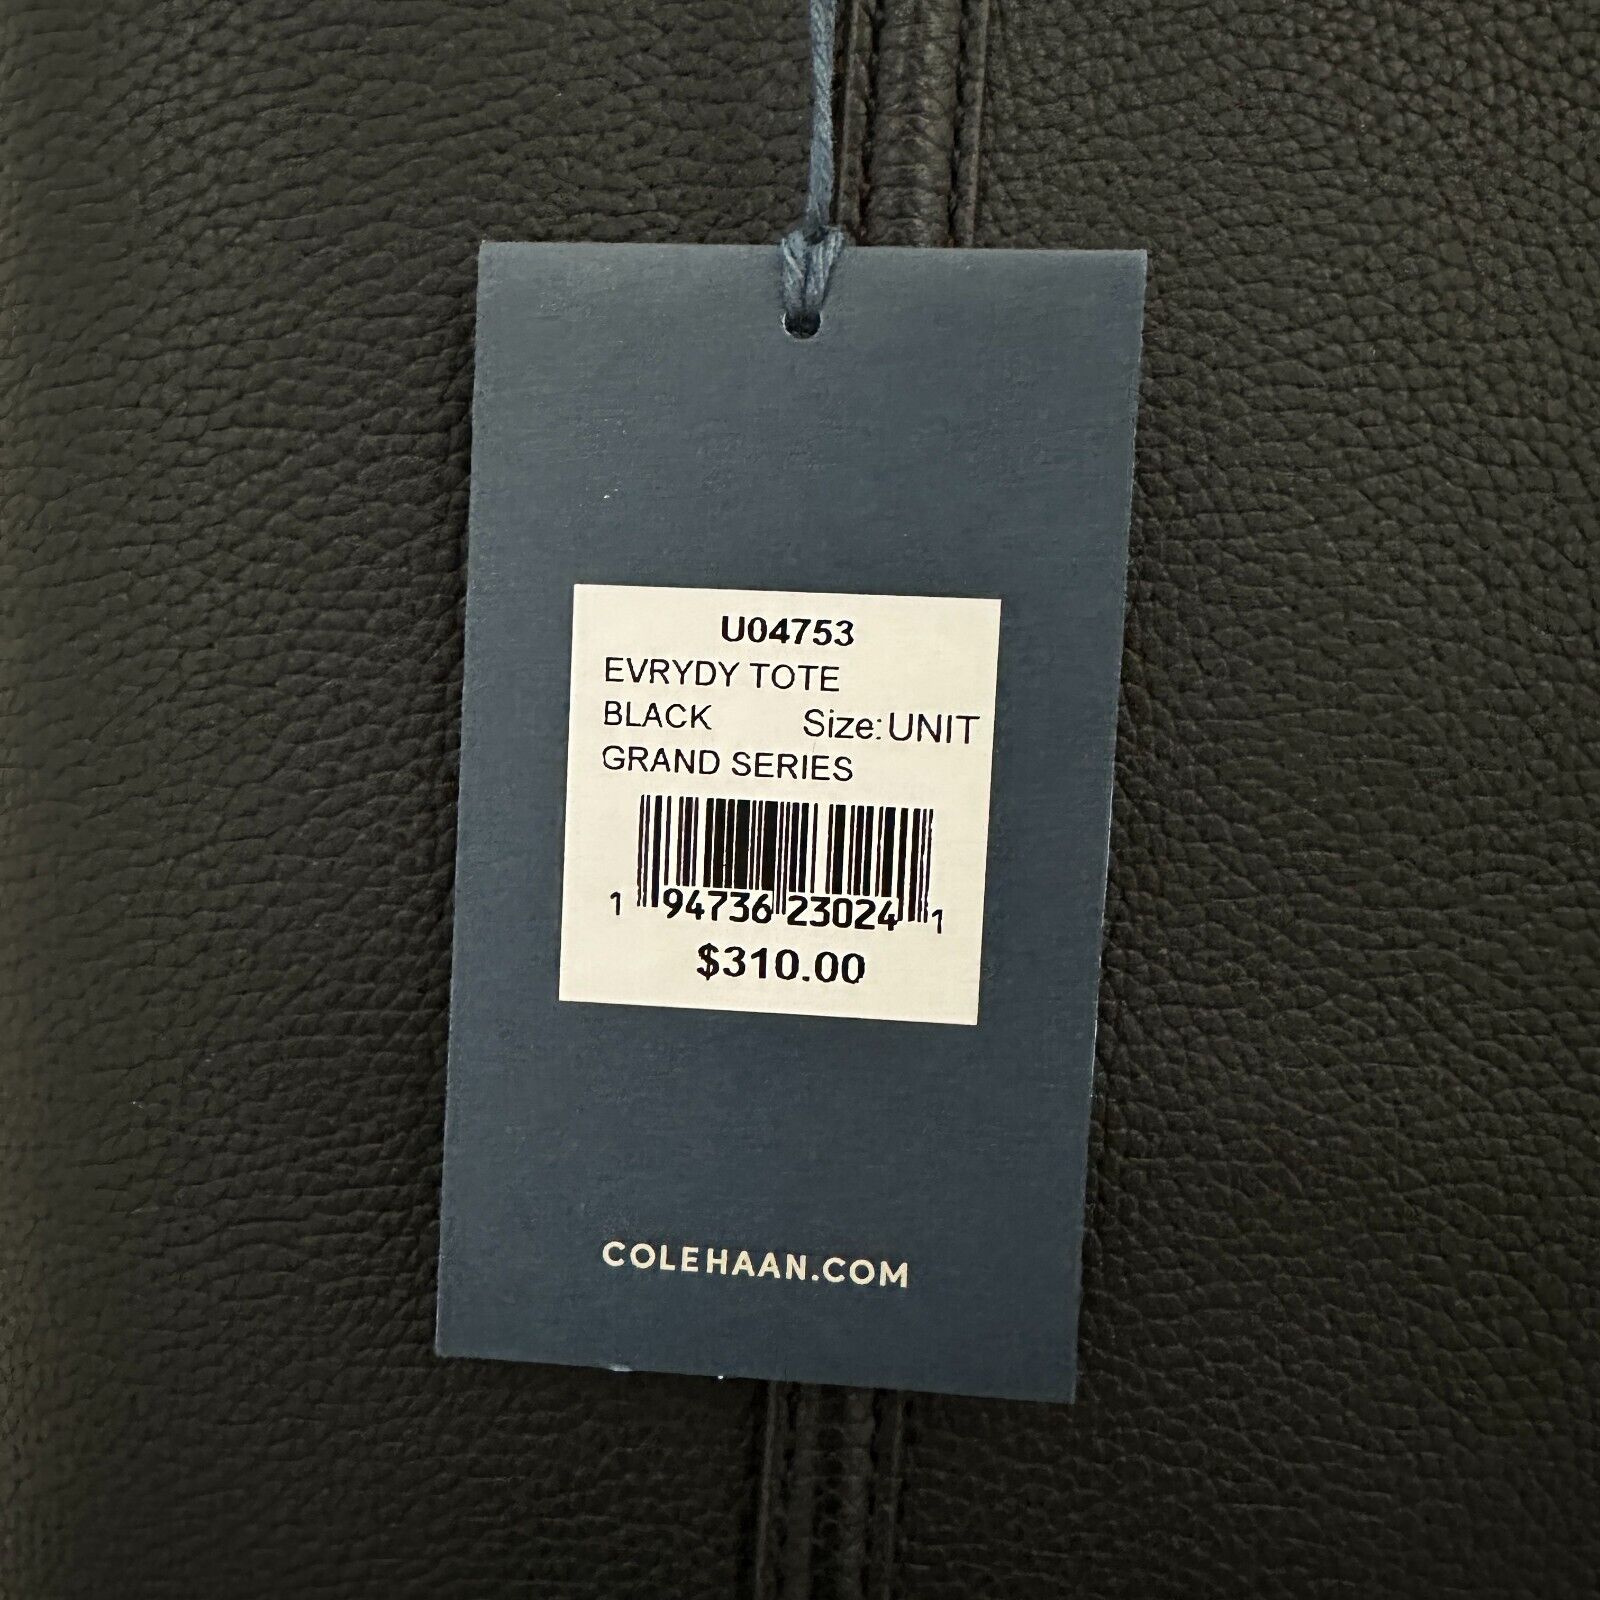 U04753
EVRYDY TOTE
BLACK Size:UNIT
GRAND SERIES
1 94736 23024 1
$310.00
COLEHAAN.COM